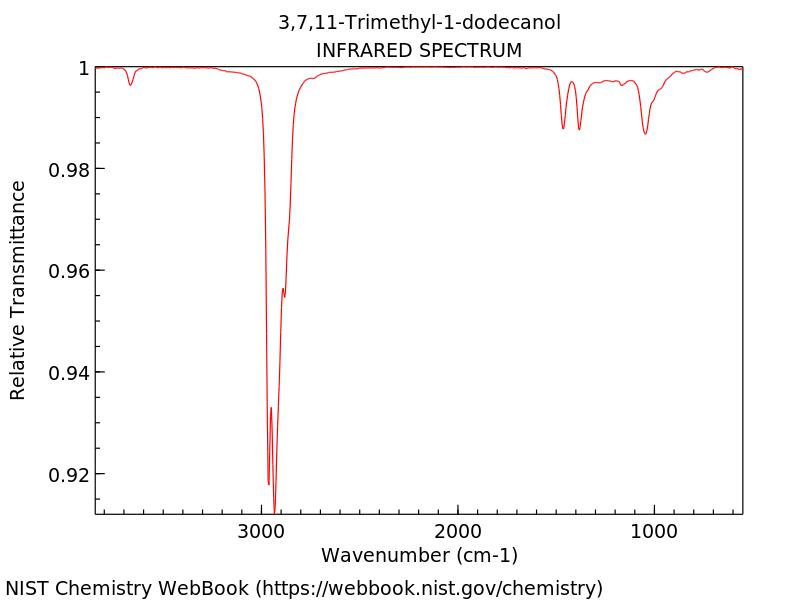 3,7,11-Trimethyl-1-dodecanol
INFRARED SPECTRUM
1
0.98
0.96
0.94
0.92
Relative Transmittance
3000 2000 1000
Wavenumber (cm-1)
NIST Chemistry WebBook (https://webbook.nist.gov/chemistry)